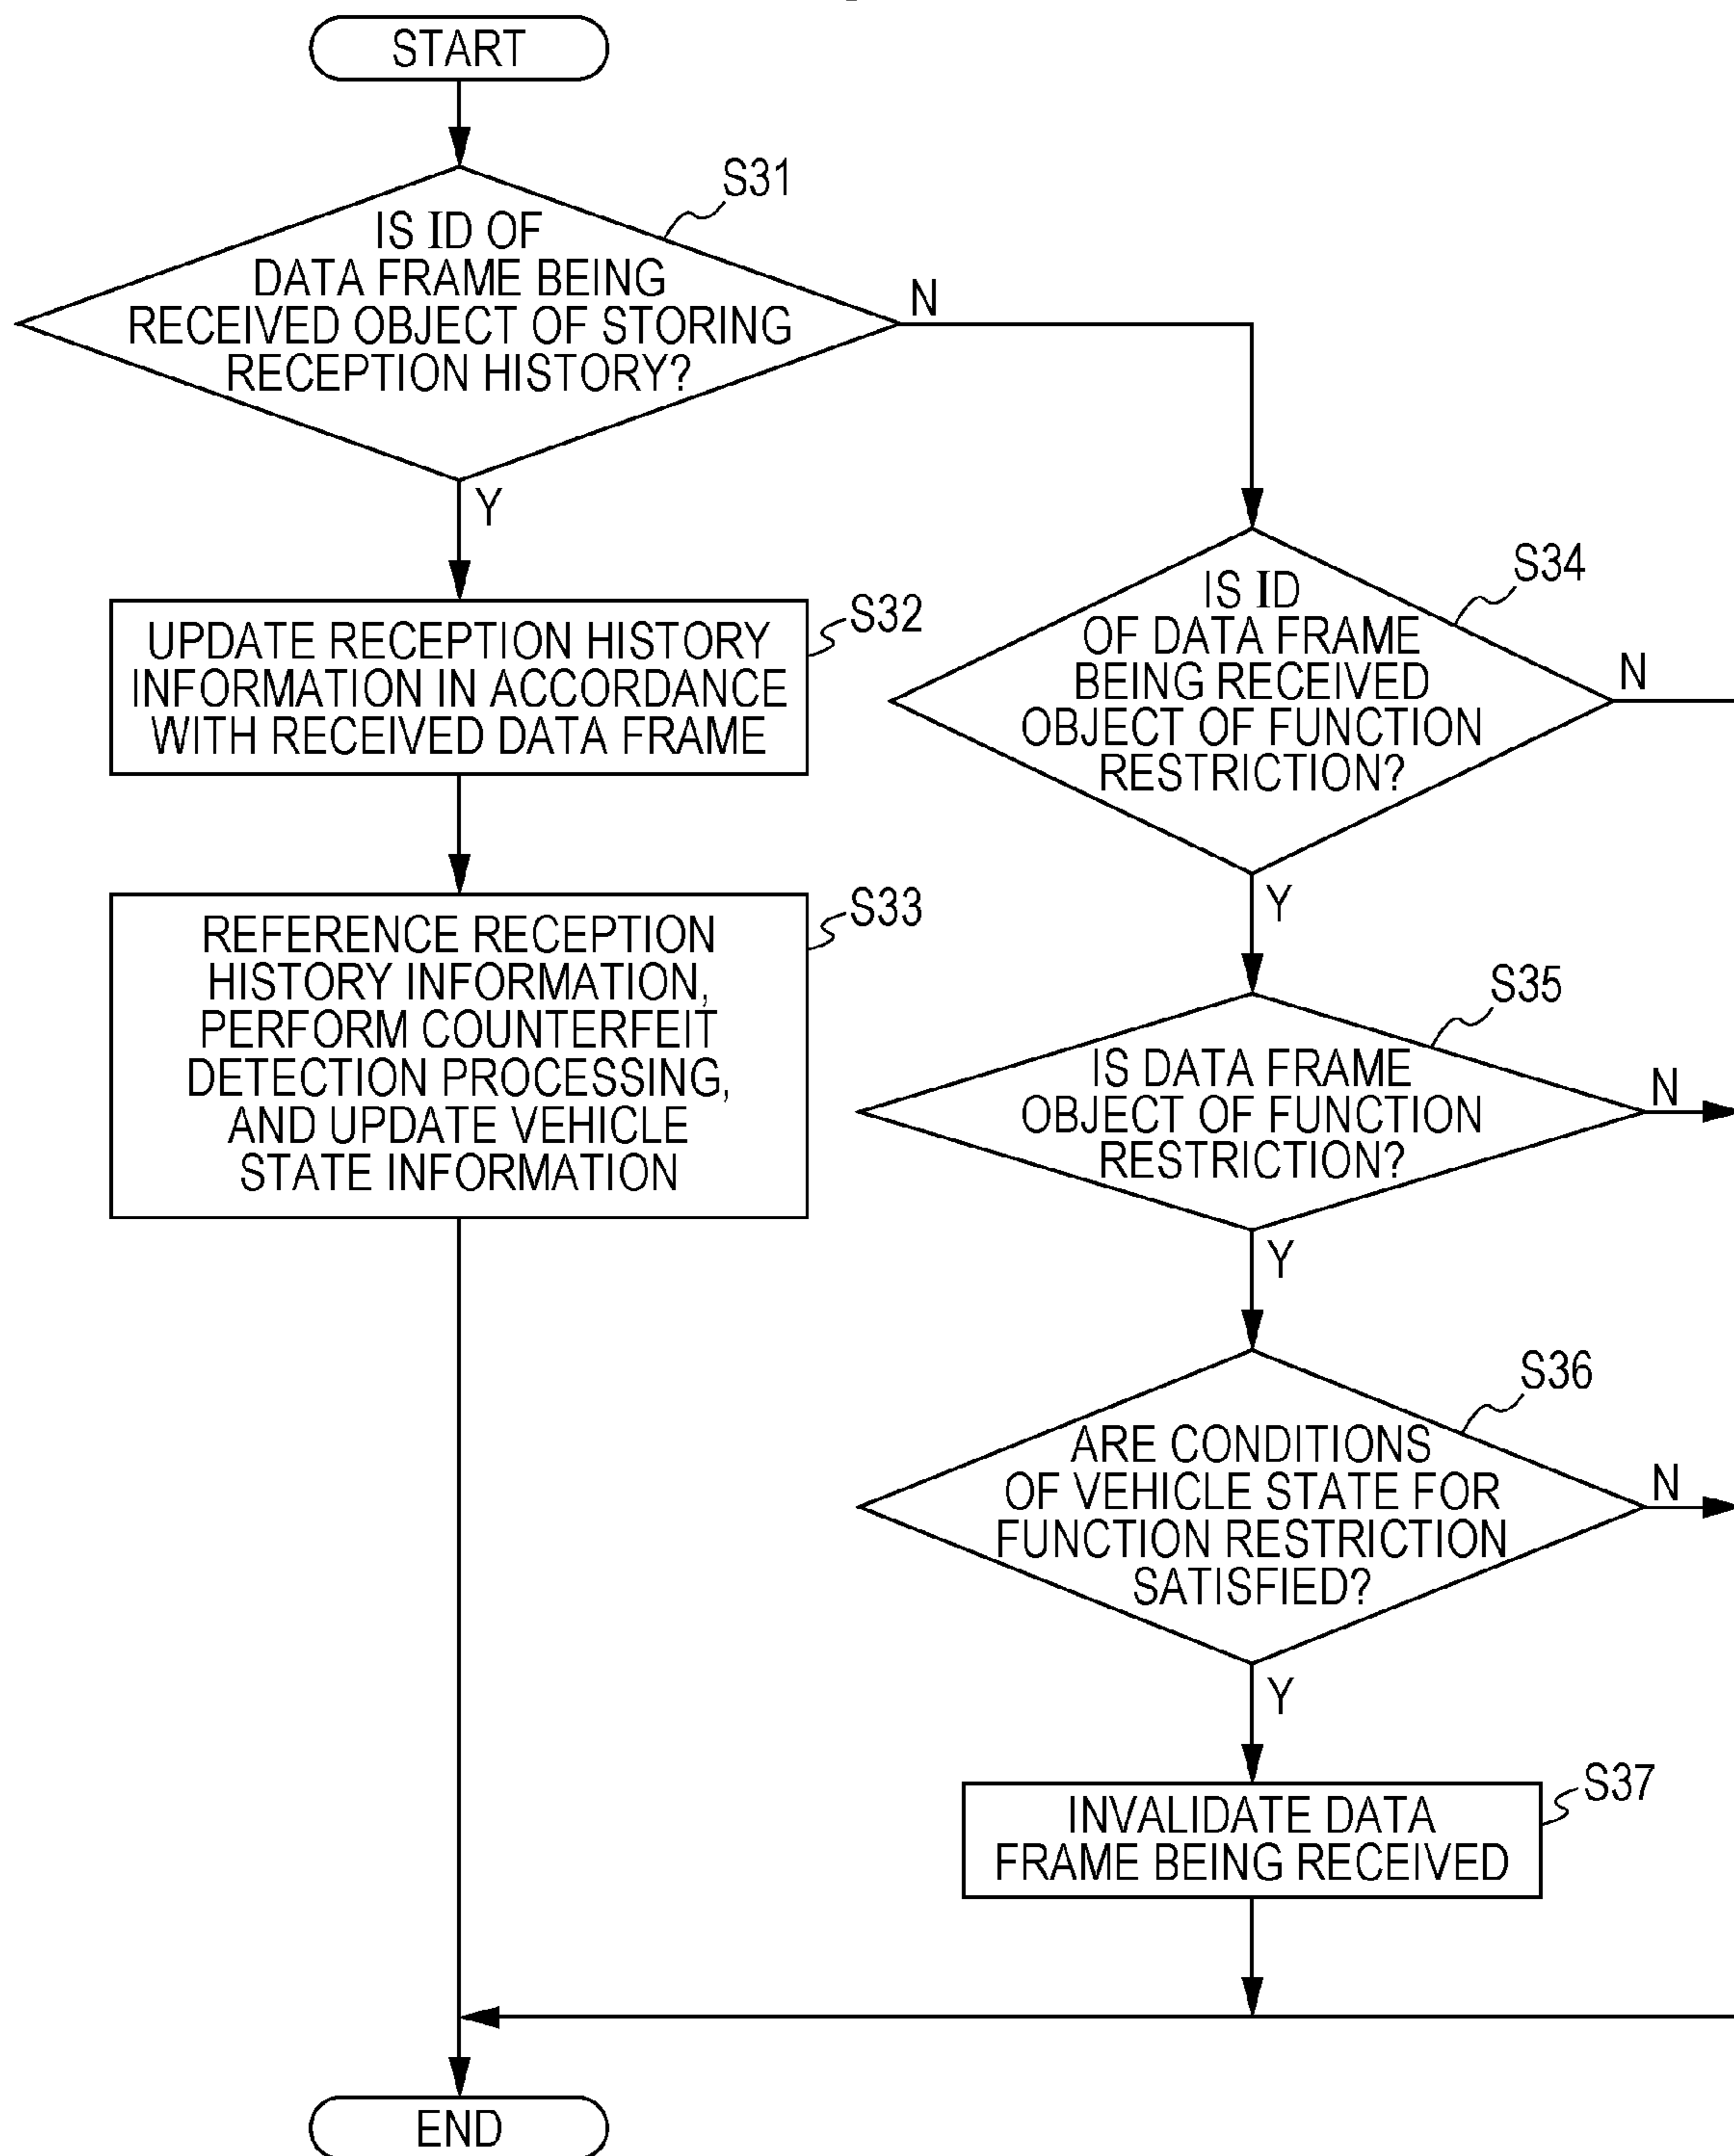 START
S31
IS ID OF
DATA FRAME BEING
RECEIVED OBJECT OF STORING
RECEPTION HISTORY?
N
Y
S32
UPDATE RECEPTION HISTORY
INFORMATION IN ACCORDANCE
WITH RECEIVED DATA FRAME
S33
REFERENCE RECEPTION
HISTORY INFORMATION,
PERFORM COUNTERFEIT
DETECTION PROCESSING,
AND UPDATE VEHICLE
STATE INFORMATION
S34
IS ID
OF DATA FRAME
BEING RECEIVED
OBJECT OF FUNCTION
RESTRICTION?
N
Y
S35
IS DATA FRAME
OBJECT OF FUNCTION
RESTRICTION?
N
Y
S36
ARE CONDITIONS
OF VEHICLE STATE FOR
FUNCTION RESTRICTION
SATISFIED?
N
Y
S37
INVALIDATE DATA
FRAME BEING RECEIVED
END